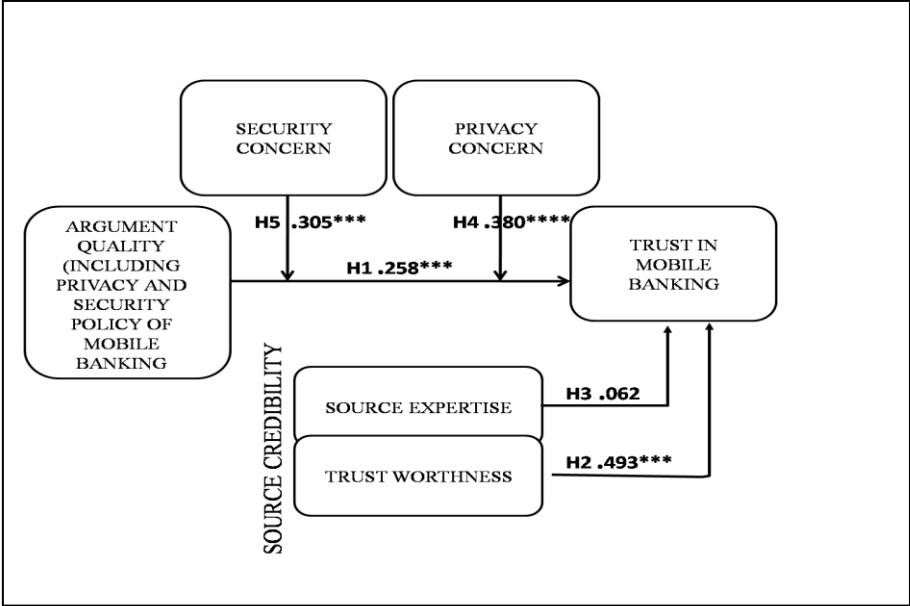 SECURITY
CONCERN
PRIVACY
CONCERN
H5 .305***
H4 .380****
ARGUMENT
QUALITY
(INCLUDING
PRIVACY AND
SECURITY
POLICY OF
MOBILE
BANKING
H1 .258***
TRUST IN
MOBILE
BANKING
SOURCE CREDIBILITY
SOURCE EXPERTISE
H3 .062
TRUST WORTHNESS
H2 .493***